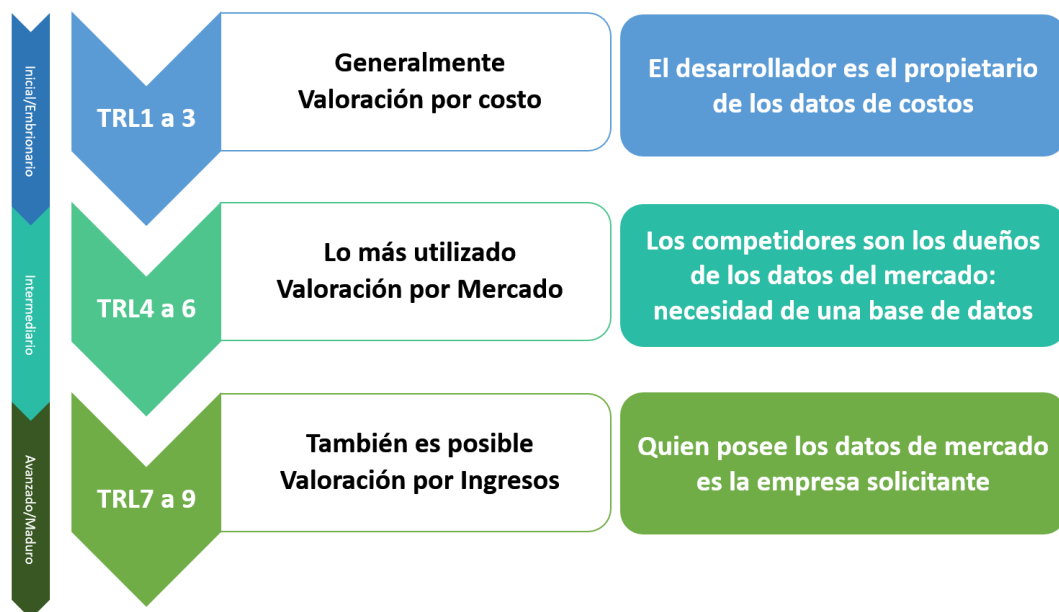 Inicial/Embrionario
TRL1 a 3
Generalmente
Valoración por costo
El desarrollador es el propietario
de los datos de costos
Intermediario
TRL4 a 6
Lo más utilizado
Valoración por Mercado
Los competidores son los dueños
de los datos del mercado:
necesidad de una base de datos
Avanzado/Maduro
TRL7 a 9
También es posible
Valoración por Ingresos
Quien posee los datos de mercado
es la empresa solicitante